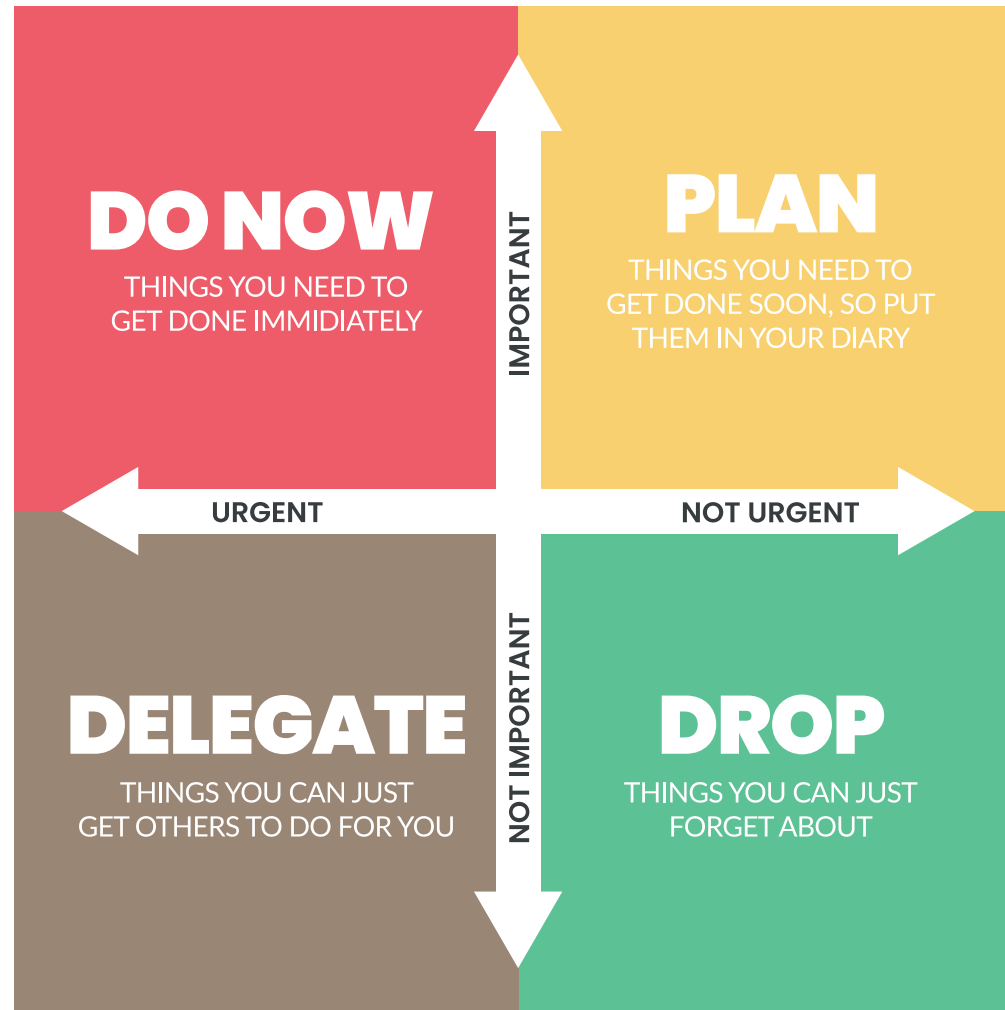 DO NOW
THINGS YOU NEED TO
GET DONE IMMIDIATELY
PLAN
THINGS YOU NEED TO
GET DONE SOON, SO PUT
THEM IN YOUR DIARY
IMPORTANT
URGENT
NOT URGENT
NOT IMPORTANT
DELEGATE
THINGS YOU CAN JUST
GET OTHERS TO DO FOR YOU
DROP
THINGS YOU CAN JUST
FORGET ABOUT